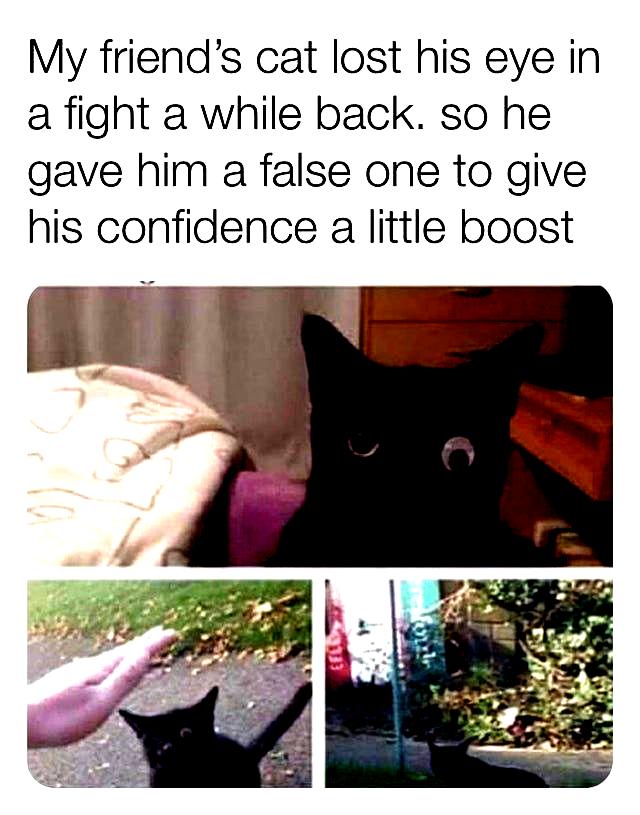 My friend's cat lost his eye in
a fight a while back. so he
gave him a false one to give
his confidence a little boost